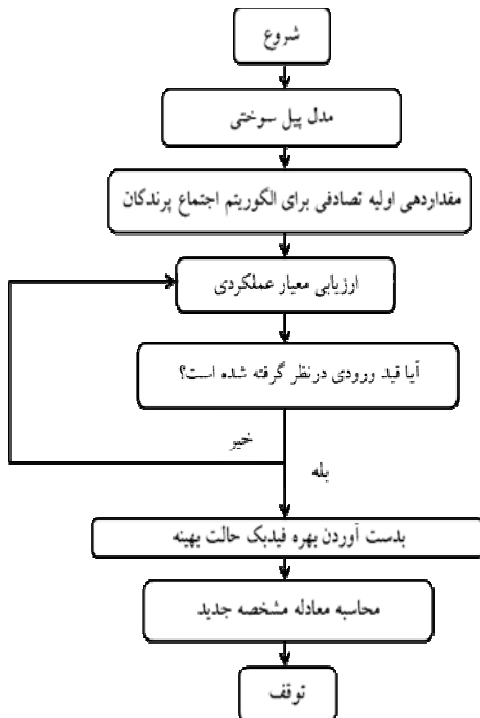 شروع
مدل پیل سوختی
مقداردهی اولیه تصادفی برای الگوریتم اجتماع پرندگان
ارزیابی معیار عملکردی
آیا قید ورودی درنظر گرفته شده است؟
خیر
بله
بدست آوردن بهره فیدبک حالت بهینه
محاسبه معادله مشخصه جدید
توقف